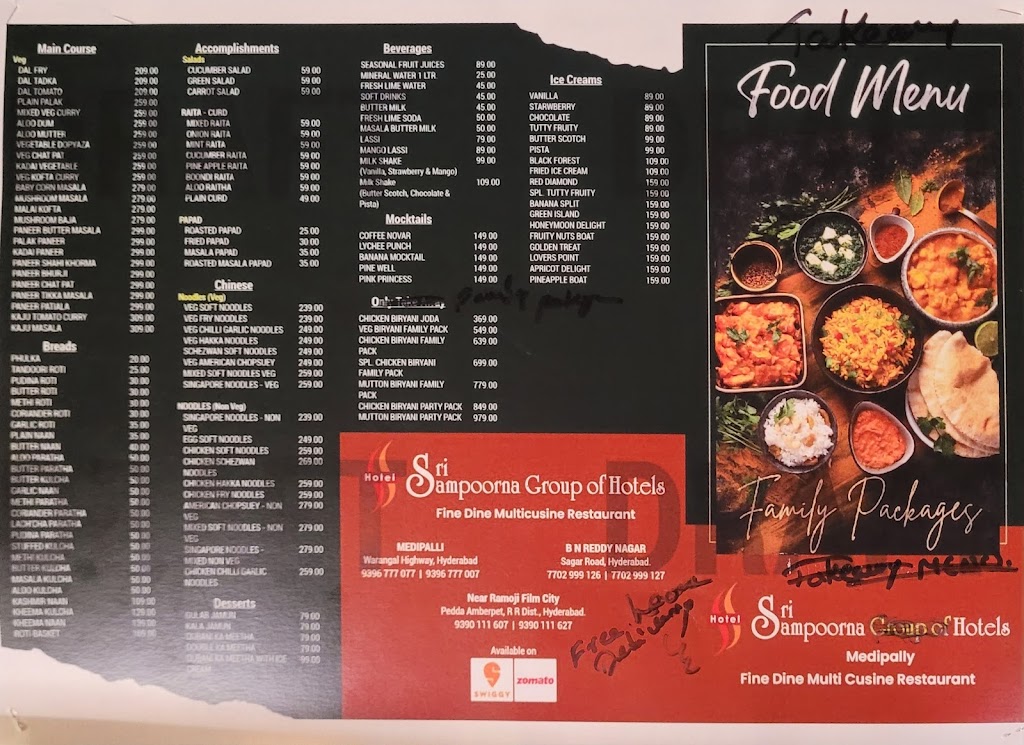 Main Course
Veg
DAL FRY 209.00
DAL TADKA 209.00
DAL TOMATO 209.00
PLAIN PALAK 259.00
MIXED VEG CURRY 259.00
ALOO DUM 259.00
ALOO MUTTER 259.00
VEGETABLE DOPYAZA 259.00
VEG CHAT PAT 259.00
KADAI VEGETABLE 259.00
VEG KOFTA CURRY 259.00
BABY CORN MASALA 279.00
MUSHROOM MASALA 279.00
MALAI KOFTA 279.00
MUSHROOM BAJA 279.00
PANEER BUTTER MASALA 299.00
PALAK PANEER 299.00
KADAI PANEER 299.00
PANEER SHAHI KHORMA 299.00
PANEER BHURJI 299.00
PANEER CHAT PAT 299.00
PANEER TIKKA MASALA 299.00
PANEER PATIALA 299.00
KAJU TOMATO CURRY 309.00
KAJU MASALA 309.00
Breads
PHULKA 20.00
TANDOORI ROTI 25.00
PUDINA ROTI 30.00
BUTTER ROTI 30.00
METHI ROTI 30.00
CORIANDER ROTI 30.00
GARLIC ROTI 35.00
PLAIN NAAN 35.00
BUTTER NAAN 40.00
ALOO PARATHA 50.00
BUTTER PARATHA 50.00
BUTTER KULCHA 50.00
GARLIC NAAN 50.00
METHI PARATHA 50.00
CORIANDER PARATHA 50.00
LACHCHA PARATHA 50.00
PUDINA PARATHA 50.00
STUFFED KULCHA 50.00
METHI KULCHA 50.00
BUTTER KULCHA 50.00
MASALA KULCHA 50.00
ALOO KULCHA 50.00
KASHMIR NAAN 109.00
KHEEMA KULCHA 139.00
KHEEMA NAAN 139.00
ROTI BASKET
Accomplishments
Salads
CUCUMBER SALAD 59.00
GREEN SALAD 59.00
CARROT SALAD 59.00
RAITA - CURD
MIXED RAITA 59.00
ONION RAITA 59.00
MINT RAITA 59.00
CUCUMBER RAITA 59.00
PINE APPLE RAITA 59.00
BOONDI RAITA 59.00
ALOO RAITHA 59.00
PLAIN CURD 49.00
PAPAD
ROASTED PAPAD 25.00
FRIED PAPAD 30.00
MASALA PAPAD 35.00
ROASTED MASALA PAPAD 35.00
Chinese
Noodles (Veg)
VEG SOFT NOODLES 239.00
VEG FRY NOODLES 239.00
VEG CHILLI GARLIC NOODLES 249.00
VEG HAKKA NOODLES 249.00
SCHEZWAN SOFT NOODLES 249.00
VEG AMERICAN CHOPSUEY 259.00
MIXED SOFT NOODLES VEG 259.00
SINGAPORE NOODLES - VEG 259.00
NOODLES (Non Veg)
SINGAPORE NOODLES - NON 239.00
VEG
EGG SOFT NOODLES 249.00
CHICKEN SOFT NOODLES 259.00
CHICKEN SCHEZWAN 269.00
NOODLES
CHICKEN HAKKA NOODLES 259.00
CHICKEN FRY NOODLES 259.00
AMERICAN CHOPSUEY - NON 279.00
VEG
MIXED SOFT NOODLES - NON 279.00
VEG
SINGAPORE NOODLES - 279.00
MIXED NON VEG
CHICKEN CHILLI GARLIC 259.00
NOODLES
Desserts
GULAB JAMUN 79.00
KALA JAMUN 79.00
QUBANI KA MEETHA 79.00
DOUBLE KA MEETHA 79.00
QUBANI KA MEETHA WITH ICE 99.00
CREAM
Beverages
SEASONAL FRUIT JUICES 89.00
MINERAL WATER 1 LTR. 25.00
FRESH LIME WATER 45.00
SOFT DRINKS 45.00
BUTTER MILK 45.00
FRESH LIME SODA 50.00
MASALA BUTTER MILK 50.00
LASSI 79.00
MANGO LASSI 89.00
MILK SHAKE 99.00
(Vanilla, Strawberry & Mango)
Milk Shake 109.00
(Butter Scotch, Chocolate &
Pista)
Mocktails
COFFEE NOVAR 149.00
LYCHEE PUNCH 149.00
BANANA MOCKTAIL 149.00
PINE WELL 149.00
PINK PRINCESS 149.00
Only Takeaway
CHICKEN BIRYANI JODA 369.00
VEG BIRYANI FAMILY PACK 549.00
CHICKEN BIRYANI FAMILY 639.00
PACK
SPL. CHICKEN BIRYANI 699.00
FAMILY PACK
MUTTON BIRYANI FAMILY 779.00
PACK
CHICKEN BIRYANI PARTY PACK 849.00
MUTTON BIRYANI PARTY PACK 979.00
Ice Creams
VANILLA 89.00
STARWBERRY 89.00
CHOCOLATE 89.00
TUTTY FRUITY 89.00
BUTTER SCOTCH 99.00
PISTA 99.00
BLACK FOREST 109.00
FRIED ICE CREAM 109.00
RED DIAMOND 159.00
SPL. TUTTY FRUITY 159.00
BANANA SPLIT 159.00
GREEN ISLAND 159.00
HONEYMOON DELIGHT 159.00
FRUITY NUTS BOAT 159.00
GOLDEN TREAT 159.00
LOVERS POINT 159.00
APRICOT DELIGHT 159.00
PINEAPPLE BOAT 159.00
Hotel Sri
Sampoorna Group of Hotels
Fine Dine Multicusine Restaurant
MEDIPALLI
Warangal Highway, Hyderabad
9396 777 077 | 9396 777 007
B N REDDY NAGAR
Sagar Road, Hyderabad.
7702 999 126 | 7702 999 127
Near Ramoji Film City
Pedda Amberpet, R R Dist., Hyderabad.
9390 111 607 | 9390 111 627
Available on
SWIGGY
zomato
Free home
Delivery
Takeaway
Food Menu
Family Packages
Takeaway MENU.
Hotel Sri
Sampoorna Group of Hotels
Medipally
Fine Dine Multi Cusine Restaurant